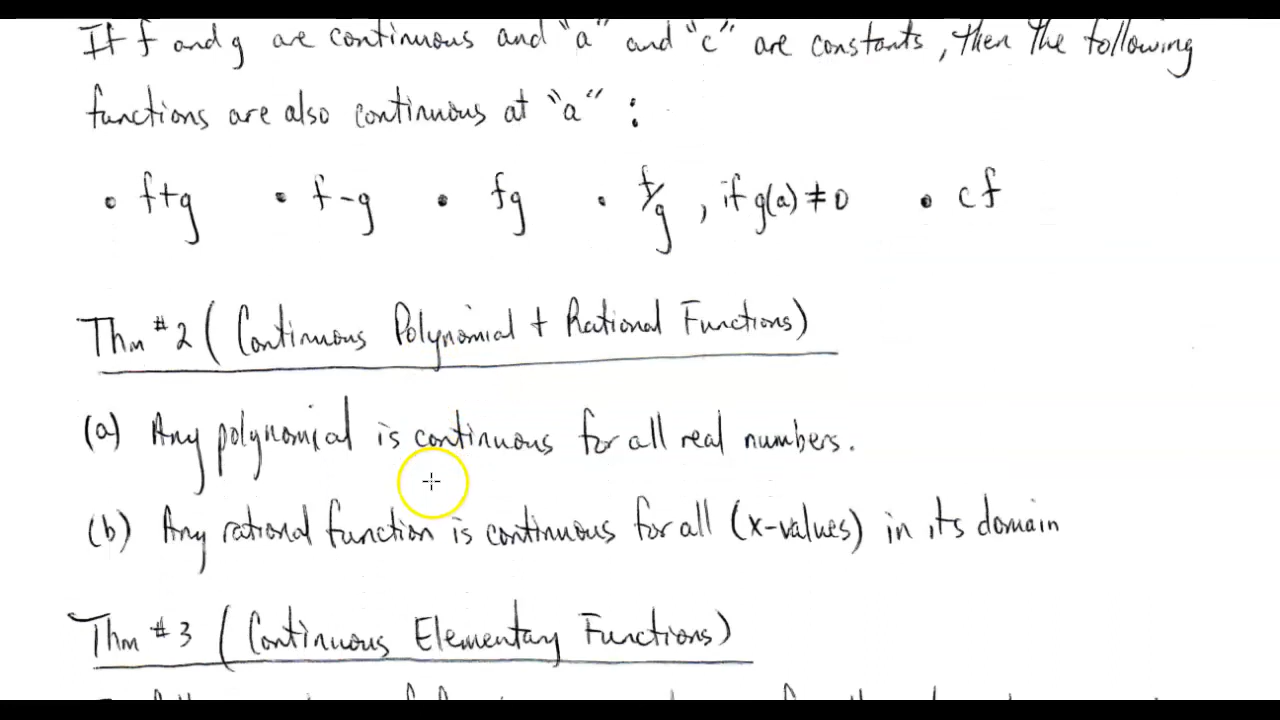 If f and g are continuous and "a" and "c" are constants, then the following
functions are also continuous at "a" :
• f+g • f-g • fg • f/g, if g(a) ≠ 0 • cf
Thm #2 (Continuous Polynomial + Rational Functions)
(a) Any polynomial is continuous for all real numbers.
(b) Any rational function is continuous for all (x-values) in its domain
Thm #3 (Continuous Elementary Functions)